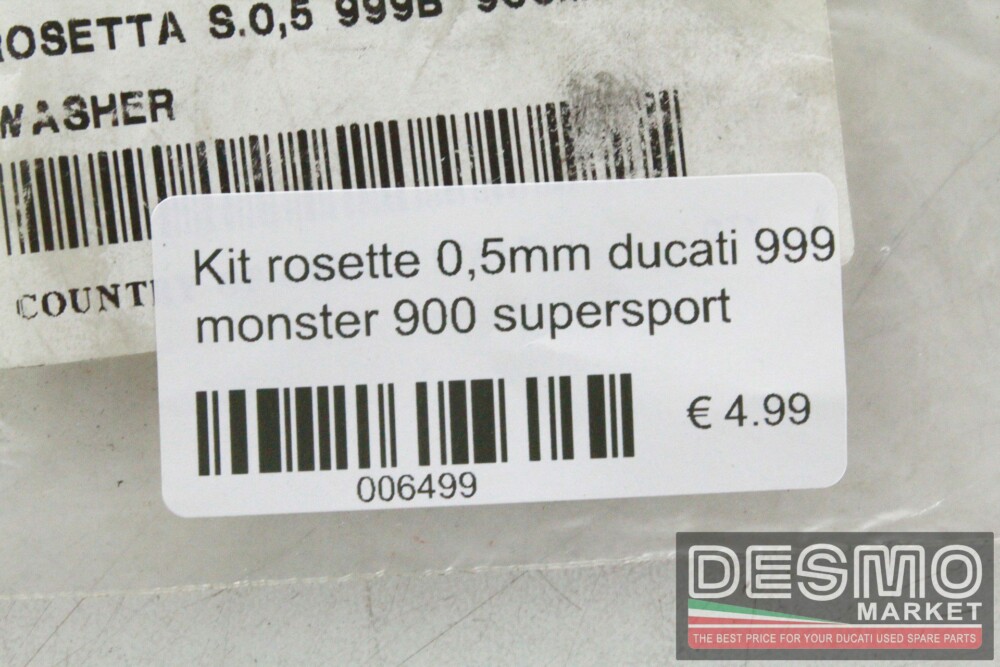 ROSETTA S.0,5 999B
WASHER
COUNT
Kit rosette 0,5mm ducati 999
monster 900 supersport
€ 4.99
006499
DESMO
MARKET
THE BEST PRICE FOR YOUR DUCATI USED SPARE PARTS